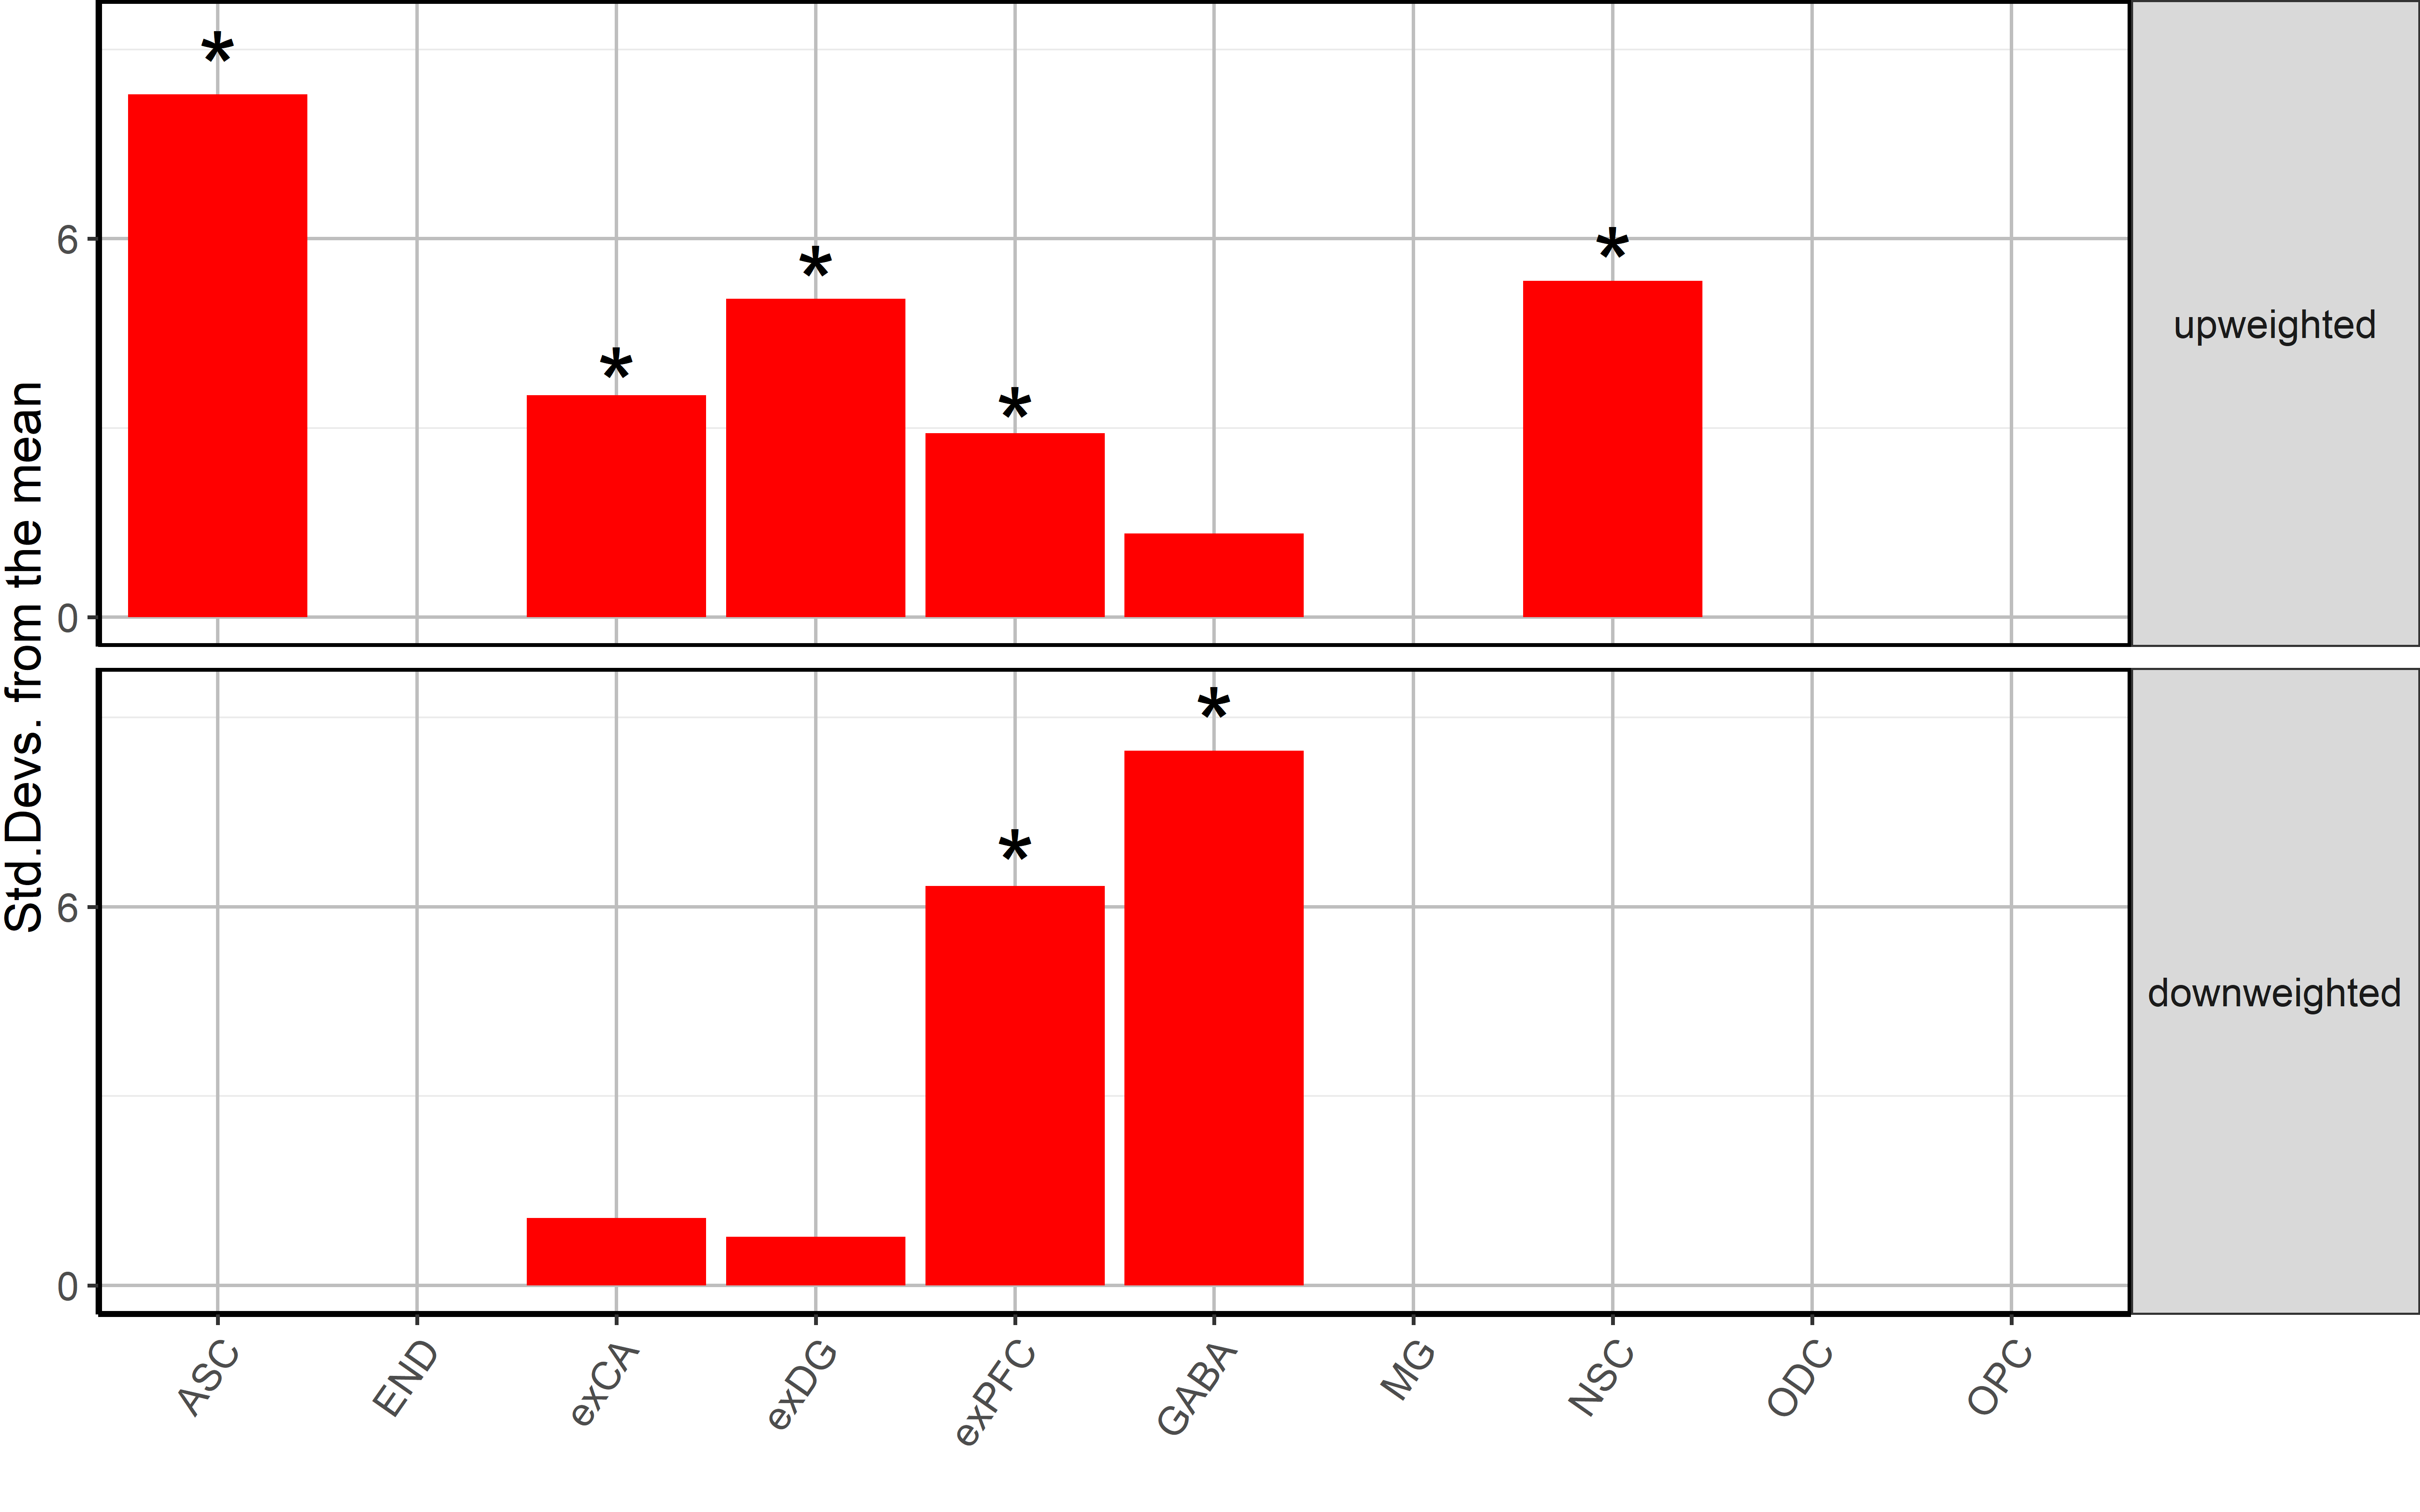 Std.Devs. from the mean
6
0
*
*
*
*
*
upweighted
6
0
*
*
downweighted
ASC
END
exCA
exDG
exPFC
GABA
MG
NSC
ODC
OPC